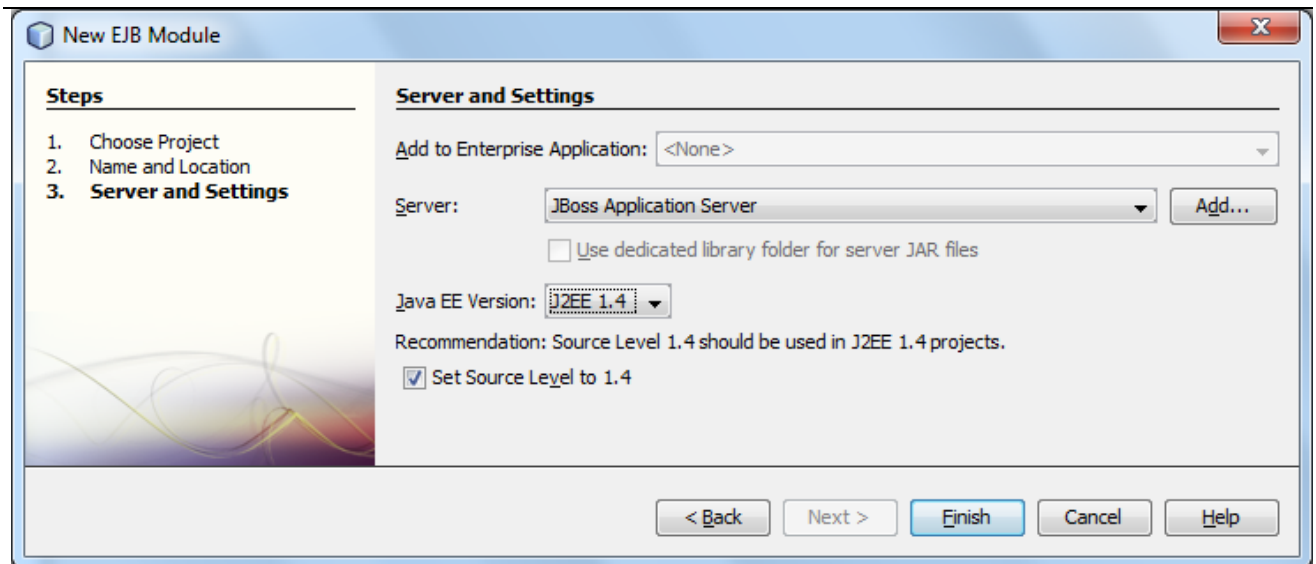 New EJB Module
Steps
1. Choose Project
2. Name and Location
3. Server and Settings
Server and Settings
Add to Enterprise Application: <None>
Server: JBoss Application Server Add...
Use dedicated library folder for server JAR files
Java EE Version: J2EE 1.4
Recommendation: Source Level 1.4 should be used in J2EE 1.4 projects.
Set Source Level to 1.4
< Back Next > Finish Cancel Help